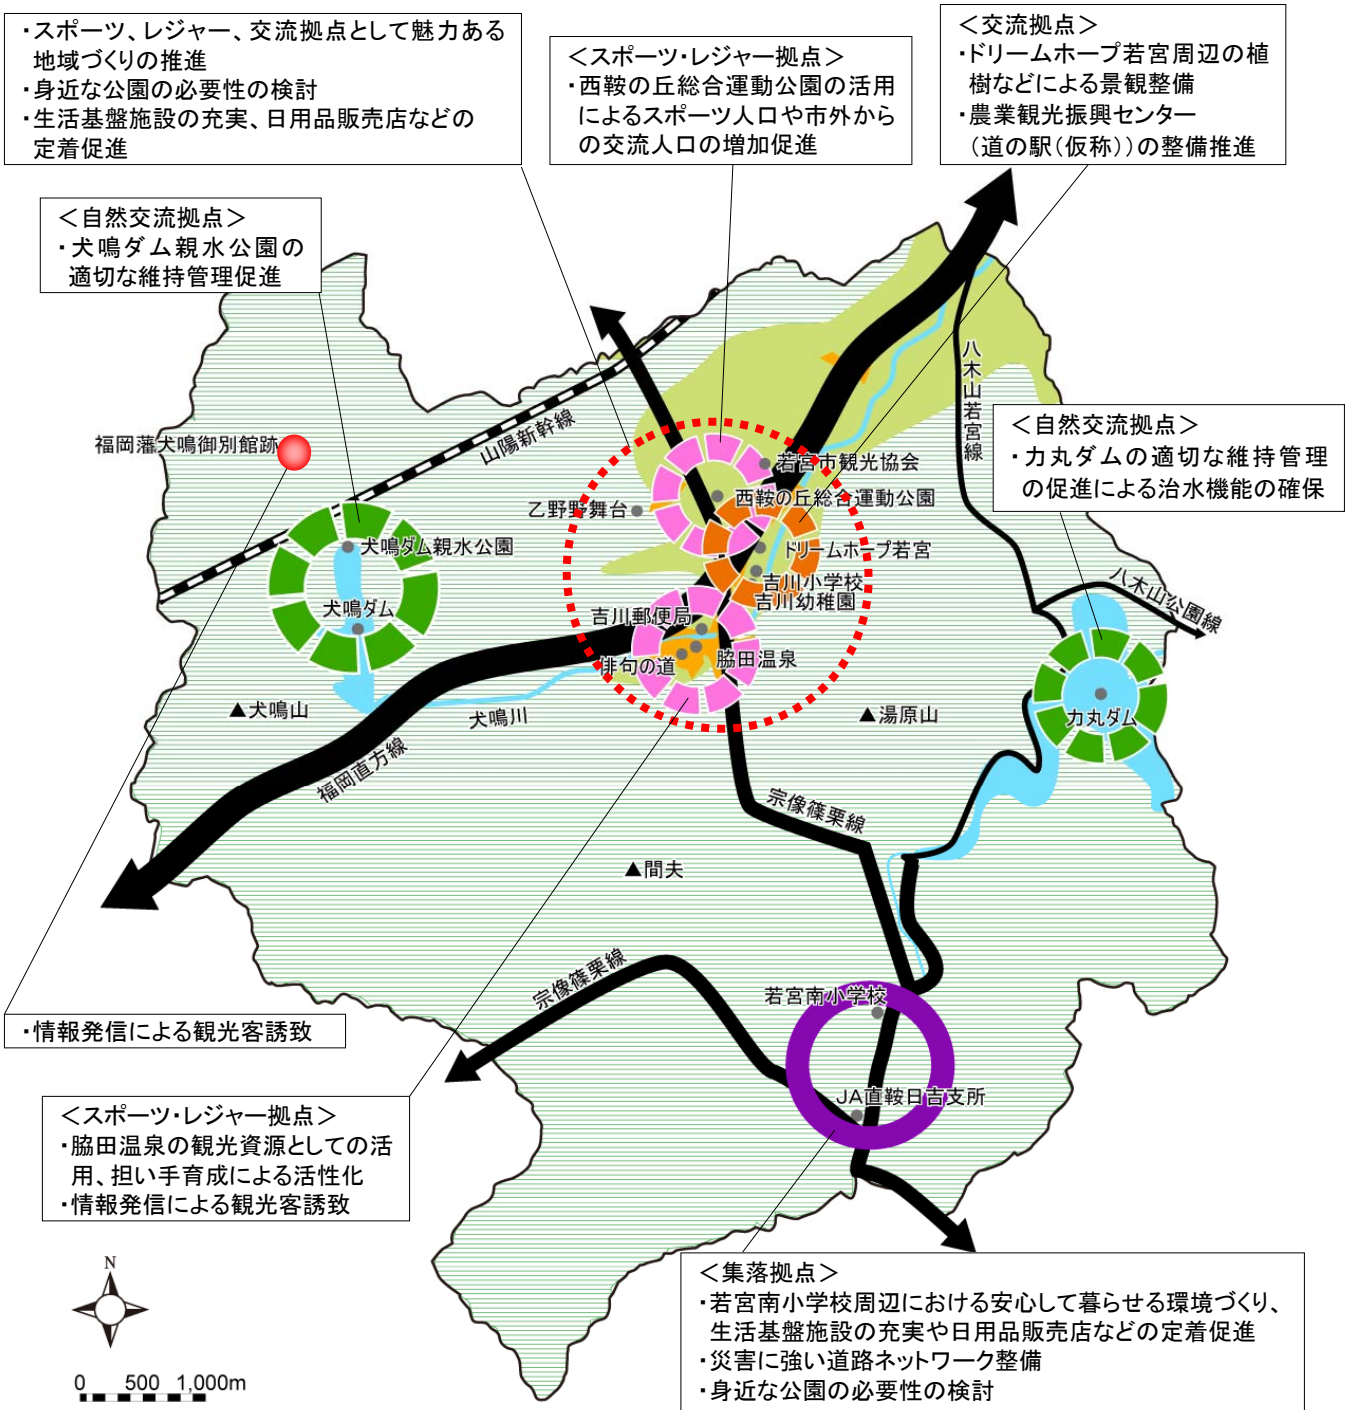 ・スポーツ、レジャー、交流拠点として魅力ある
地域づくりの推進
・身近な公園の必要性の検討
・生活基盤施設の充実、日用品販売店などの
定着促進
＜スポーツ・レジャー拠点＞
・西鞍の丘総合運動公園の活用
によるスポーツ人口や市外から
の交流人口の増加促進
＜交流拠点＞
・ドリームホープ若宮周辺の植
樹などによる景観整備
・農業観光振興センター
（道の駅（仮称））の整備推進
＜自然交流拠点＞
・犬鳴ダム親水公園の
適切な維持管理促進
八木山若宮線
＜自然交流拠点＞
・力丸ダムの適切な維持管理
の促進による治水機能の確保
福岡藩犬鳴御別館跡
山陽新幹線
若宮市観光協会
西鞍の丘総合運動公園
乙野野舞台
犬鳴ダム親水公園
ドリームホープ若宮
吉川小学校
吉川幼稚園
八木山公園線
犬鳴ダム
吉川郵便局
俳句の道
脇田温泉
犬鳴山
犬鳴川
湯原山
力丸ダム
福岡直方線
宗像篠栗線
間夫
宗像篠栗線
若宮南小学校
・情報発信による観光客誘致
JA直鞍日吉支所
＜スポーツ・レジャー拠点＞
・脇田温泉の観光資源としての活
用、担い手育成による活性化
・情報発信による観光客誘致
＜集落拠点＞
・若宮南小学校周辺における安心して暮らせる環境づくり、
生活基盤施設の充実や日用品販売店などの定着促進
・災害に強い道路ネットワーク整備
・身近な公園の必要性の検討
N
0 500 1,000m